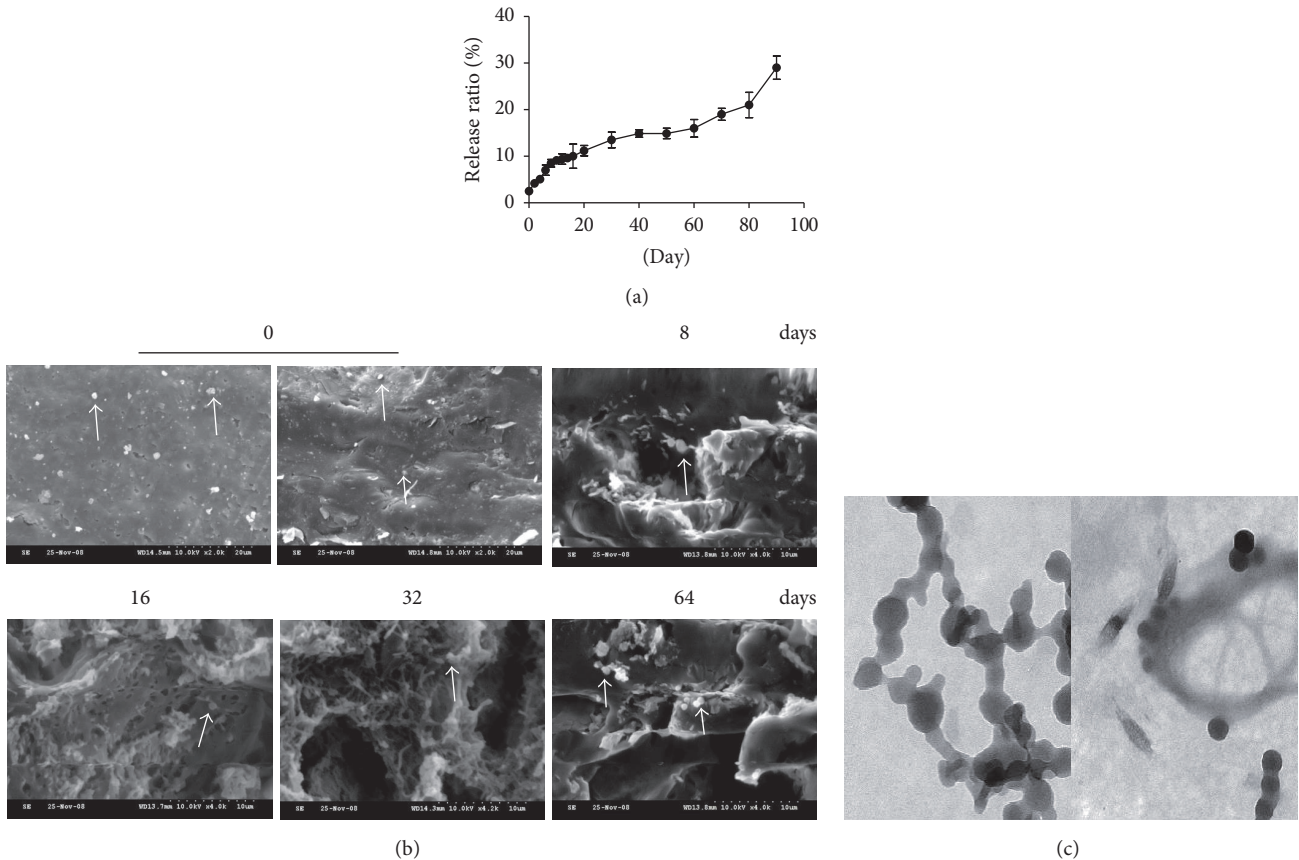 40
30
20
10
0
Release ratio (%)
0 20 40 60 80 100
(Day)
(a)
0 8 days
SE 25-Nov-08 WD14.5mm 10.0kV x2.0k 20um
SE 25-Nov-08 WD14.8mm 10.0kV x2.0k 20um
SE 25-Nov-08 WD13.8mm 10.0kV x4.0k 10um
16 32 64 days
SE 25-Nov-08 WD13.7mm 10.0kV x4.0k 10um
SE 25-Nov-08 WD14.3mm 10.0kV x4.2k 10um
SE 25-Nov-08 WD13.8mm 10.0kV x4.0k 10um
(b)
(c)